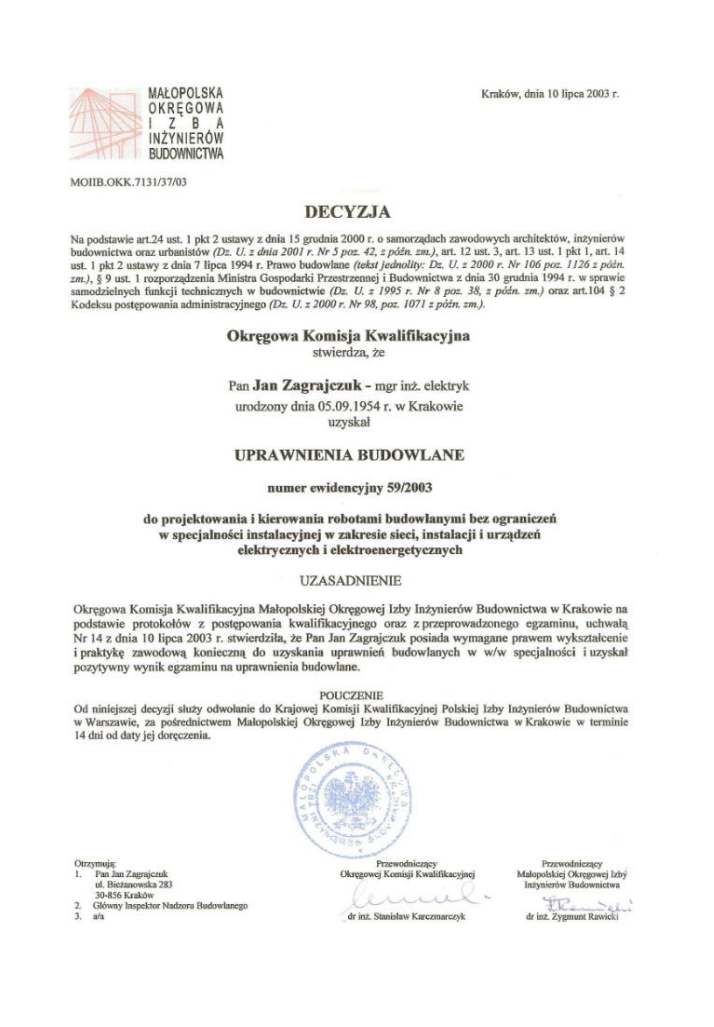 MAŁOPOLSKA
OKRĘGOWA
IZBA
INŻYNIERÓW
BUDOWNICTWA
Kraków, dnia 10 lipca 2003 r.
MOIIB.OKK.7131/37/03
DECYZJA
Na podstawie art.24 ust. 1 pkt 2 ustawy z dnia 15 grudnia 2000 r. o samorządach zawodowych architektów, inżynierów
budownictwa oraz urbanistów (Dz. U. z dnia 2001 r. Nr 5 poz. 42, z późn. zm.), art. 12 ust. 3, art. 13 ust. 1 pkt 1, art. 14
ust. 1 pkt 2 ustawy z dnia 7 lipca 1994 r. Prawo budowlane (tekst jednolity: Dz. U. z 2000 r. Nr 106 poz. 1126 z późn.
zm.), § 9 ust. 1 rozporządzenia Ministra Gospodarki Przestrzennej i Budownictwa z dnia 30 grudnia 1994 r. w sprawie
samodzielnych funkcji technicznych w budownictwie (Dz. U. z 1995 r. Nr 8 poz. 38, z późn. zm.) oraz art.104 § 2
Kodeksu postępowania administracyjnego (Dz. U. z 2000 r. Nr 98, poz. 1071 z późn. zm.).
Okręgowa Komisja Kwalifikacyjna
stwierdza, że
Pan Jan Zagrajczuk - mgr inż. elektryk
urodzony dnia 05.09.1954 r. w Krakowie
uzyskał
UPRAWNIENIA BUDOWLANE
numer ewidencyjny 59/2003
do projektowania i kierowania robotami budowlanymi bez ograniczeń
w specjalności instalacyjnej w zakresie sieci, instalacji i urządzeń
elektrycznych i elektroenergetycznych
UZASADNIENIE
Okręgowa Komisja Kwalifikacyjna Małopolskiej Okręgowej Izby Inżynierów Budownictwa w Krakowie na
podstawie protokołów z postępowania kwalifikacyjnego oraz z przeprowadzonego egzaminu, uchwałą
Nr 14 z dnia 10 lipca 2003 r. stwierdziła, że Pan Jan Zagrajczuk posiada wymagane prawem wykształcenie
i praktykę zawodową konieczną do uzyskania uprawnień budowlanych w w/w specjalności i uzyskał
pozytywny wynik egzaminu na uprawnienia budowlane.
POUCZENIE
Od niniejszej decyzji służy odwołanie do Krajowej Komisji Kwalifikacyjnej Polskiej Izby Inżynierów Budownictwa
w Warszawie, za pośrednictwem Małopolskiej Okręgowej Izby Inżynierów Budownictwa w Krakowie w terminie
14 dni od daty jej doręczenia.
MAŁOPOLSKA OKRĘGOWA
IZBA INŻYNIERÓW BUDOWNICTWA
Otrzymują:
1. Pan Jan Zagrajczuk
ul. Bieżanowska 283
30-856 Kraków
2. Główny Inspektor Nadzoru Budowlanego
3. a/a
Przewodniczący
Okręgowej Komisji Kwalifikacyjnej
dr inż. Stanisław Karczmarczyk
Przewodniczący
Małopolskiej Okręgowej Izby
Inżynierów Budownictwa
dr inż. Zygmunt Rawicki